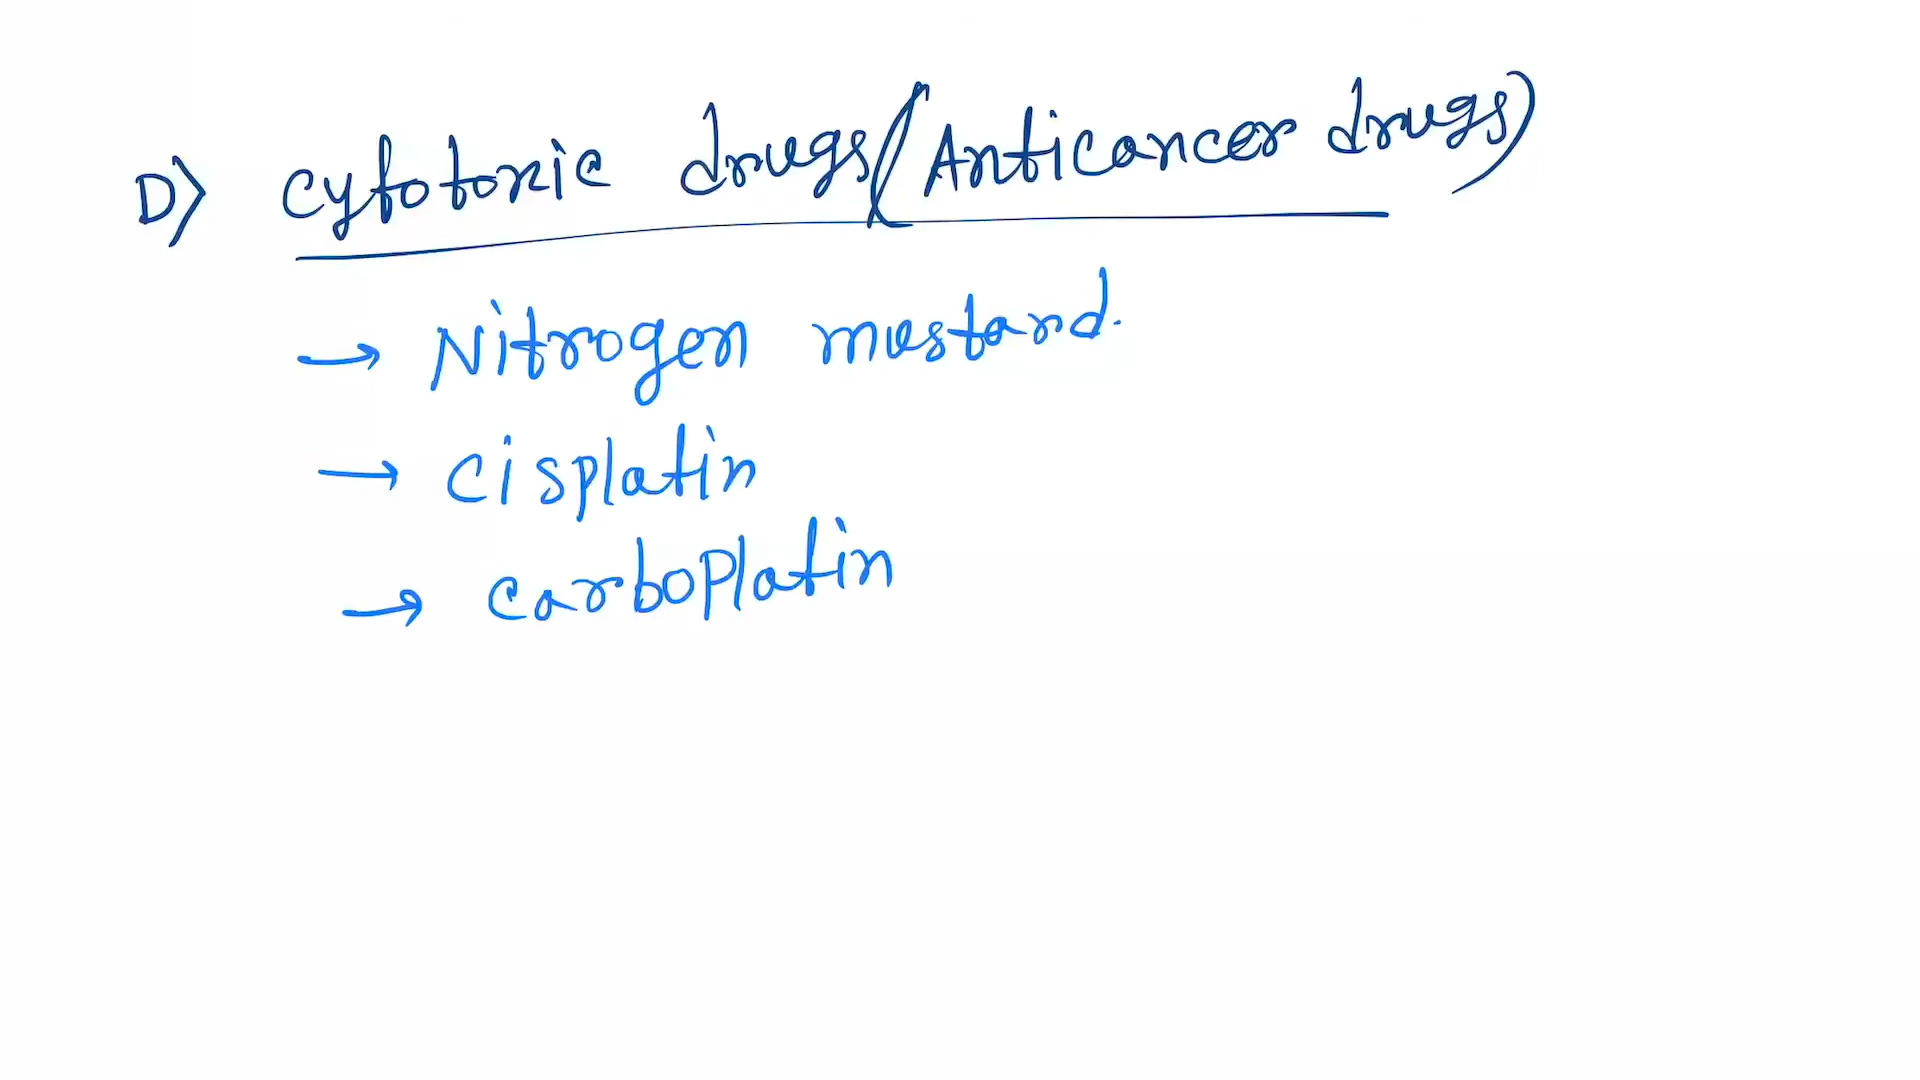 D) Cytotoxic drugs (Anticancer drugs)
→ Nitrogen mustard.
→ Cisplatin
→ CarboPlatin